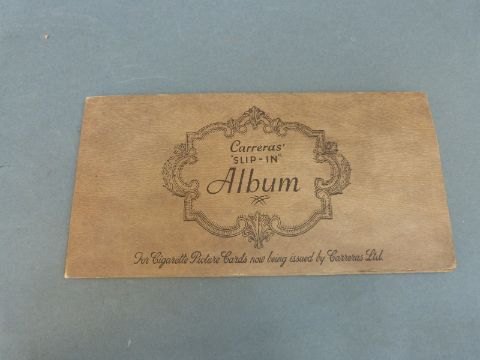 Carreras'
"SLIP-IN"
Album
For Cigarette Picture Cards now being issued by Carreras Ltd.